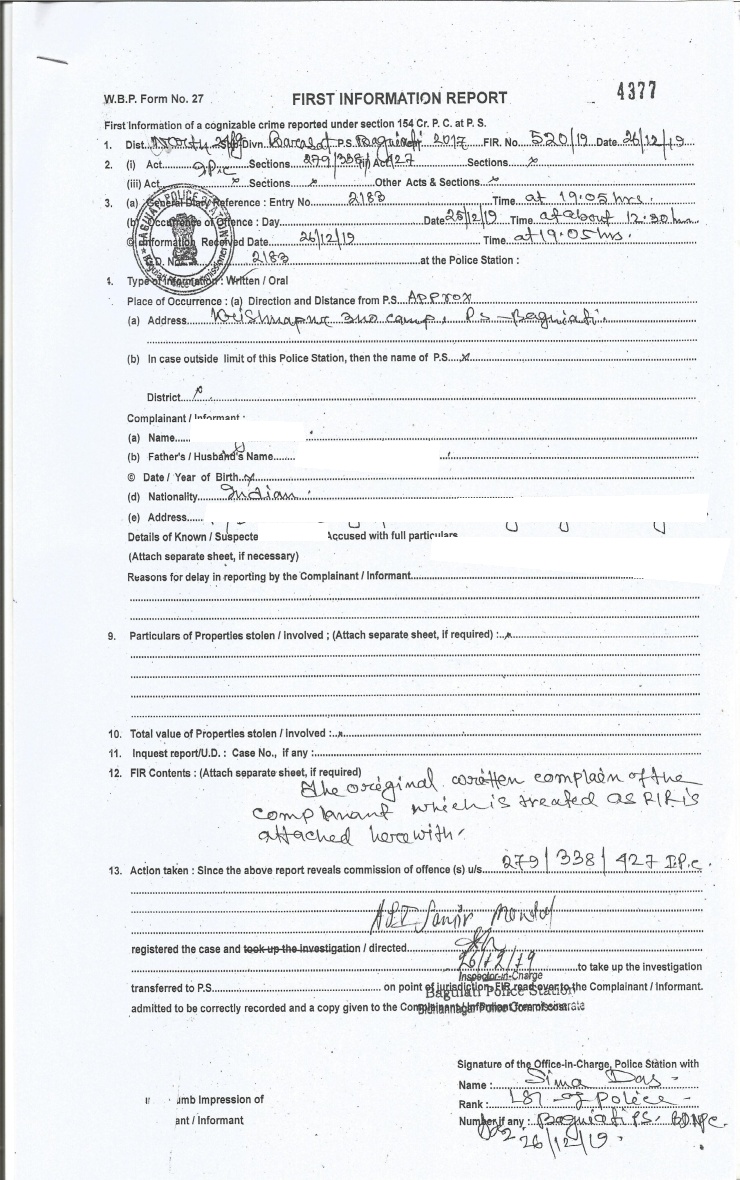 4377
W.B.P. Form No. 27 FIRST INFORMATION REPORT
First Information of a cognizable crime reported under section 154 Cr. P. C. at P. S.
1. Dist. North 24 Pgs Sub Divn. Barasat P.S. Baguiati 2017 FIR. No. 520/19 Date 26/12/19
2. (i) Act IPC Sections 279/338/427 (ii) Act Sections x
(iii) Act x Sections x Other Acts & Sections x
3. (a) General Diary Reference : Entry No. 2183 Time at 19.05 hrs.
(b) Occurrence of Offence : Day Date 25/12/19 Time at about 12.30 hrs
© Information Received Date 26/12/19 Time at 19.05 hrs.
G.D. No. 2183 at the Police Station :
4. Type of Information : Written / Oral
Place of Occurrence : (a) Direction and Distance from P.S. Approx
(a) Address Krishnapur 3no camp, Ps - Baguiati.
(b) In case outside limit of this Police Station, then the name of P.S. x
District x
Complainant / Informant :
(a) Name
(b) Father's / Husband's Name
© Date / Year of Birth x
(d) Nationality Indian
(e) Address
Details of Known / Suspecte Accused with full particulars
(Attach separate sheet, if necessary)
Reasons for delay in reporting by the Complainant / Informant
9. Particulars of Properties stolen / Involved ; (Attach separate sheet, if required) : x
10. Total value of Properties stolen / Involved : x
11. Inquest report/U.D. : Case No., if any :
12. FIR Contents : (Attach separate sheet, if required)
The original written complain of the
complanant which is treated as FIR is
attached herewith.
13. Action taken : Since the above report reveals commission of offence (s) u/s 279/338/427 I.P.C.
ASI Samir Mondal
registered the case and took up the investigation / directed
26/12/19 to take up the investigation
Inspector-in-Charge
transferred to P.S. on point of jurisdiction, FIR read over to the Complainant / Informant.
Baguiati Police Station
admitted to be correctly recorded and a copy given to the Complainant / Informant
Bidhannagar Police Commissionerate
Signature of the Office-in-Charge, Police Station with
Name : Sima Das
umb Impression of Rank : LSI of Police
ant / Informant Number if any : Baguiati P.S. BDNPC.
26/12/19.